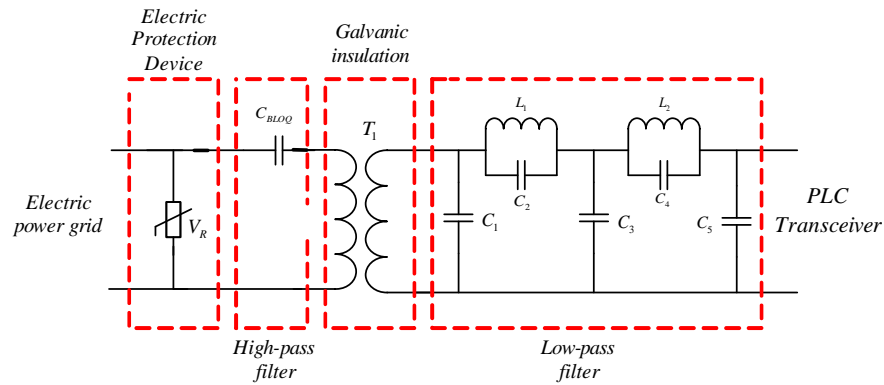 Electric
Protection
Device
Galvanic
insulation
C_BLOQ
T_1
L_1
L_2
C_2
C_4
Electric
power grid
V_R
C_1
C_3
C_5
PLC
Transceiver
High-pass
filter
Low-pass
filter